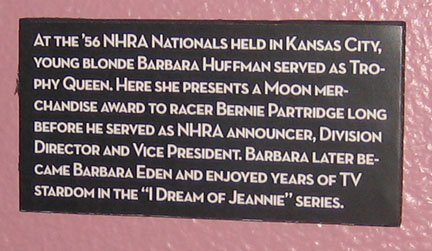 At the '56 NHRA Nationals held in Kansas City,
young blonde Barbara Huffman served as Tro-
phy Queen. Here she presents a Moon mer-
chandise award to racer Bernie Partridge long
before he served as NHRA announcer, Division
Director and Vice President. Barbara later be-
came Barbara Eden and enjoyed years of TV
stardom in the "I Dream of Jeannie" series.